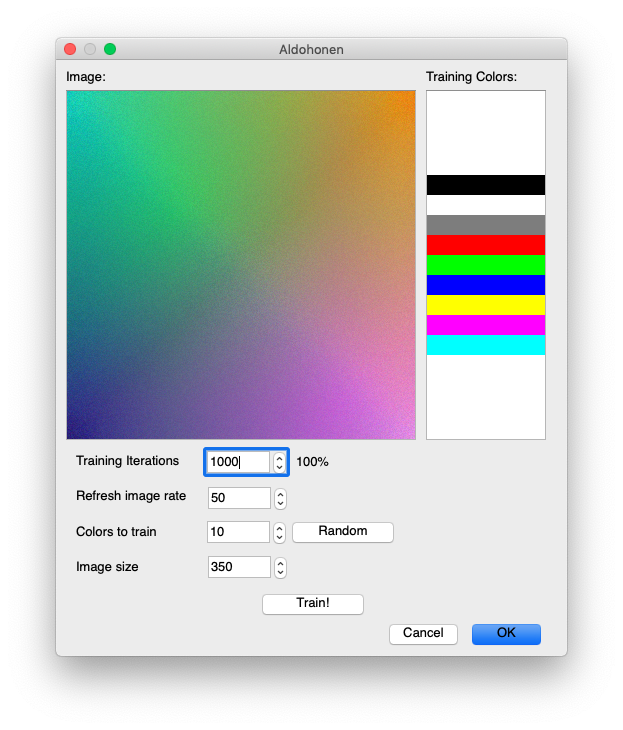 Aldohonen
Image:
Training Colors:
Training Iterations 1000 100%
Refresh image rate 50
Colors to train 10 Random
Image size 350
Train!
Cancel OK